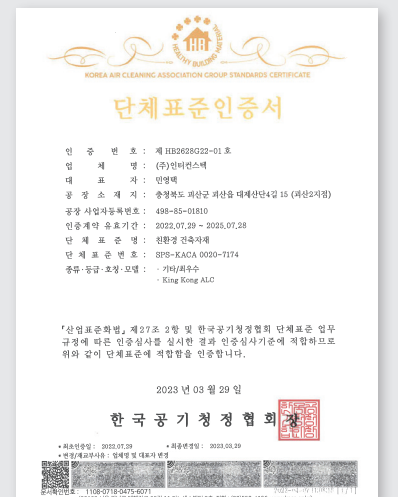 HEALTHY BUILDING MATERIAL
HB
KOREA AIR CLEANING ASSOCIATION GROUP STANDARDS CERTIFICATE
단체표준인증서
인 증 번 호 : 제 HB2628G22-01 호
업 체 명 : (주)인터컨스텍
대 표 자 : 민영택
공 장 소 재 지 : 충청북도 괴산군 괴산읍 대제산단4길 15 (괴산2지점)
공장 사업자등록번호 : 498-85-01810
인증계약 유효기간 : 2022.07.29 ~ 2025.07.28
단 체 표 준 명 : 친환경 건축자재
단 체 표 준 번 호 : SPS-KACA 0020-7174
종류·등급·호칭·모델 : · 기타/최우수
· King Kong ALC
「산업표준화법」 제27조 2항 및 한국공기청정협회 단체표준 업무
규정에 따른 인증심사를 실시한 결과 인증심사기준에 적합하므로
위와 같이 단체표준에 적합함을 인증합니다.
2023 년 03 월 29 일
한국공기청정협회장
• 최초인증일 : 2022.07.29 • 최종변경일 : 2023.03.29
• 변경/재교부사유 : 업체명 및 대표자 변경
문서확인번호 : 1108-0718-0475-6071